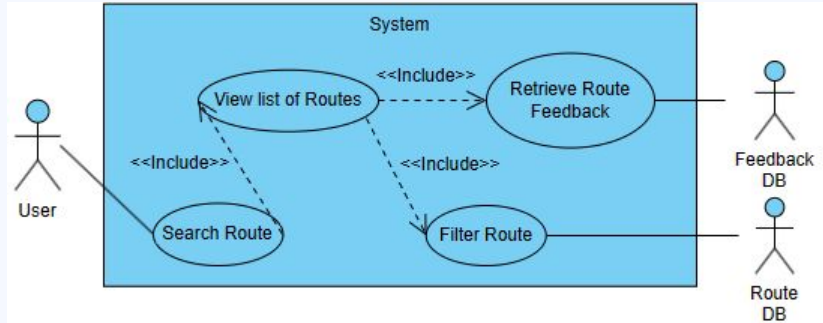 System
<<Include>>
View list of Routes
Retrieve Route
Feedback
<<Include>>
<<Include>>
Feedback
DB
User
Search Route
Filter Route
Route
DB